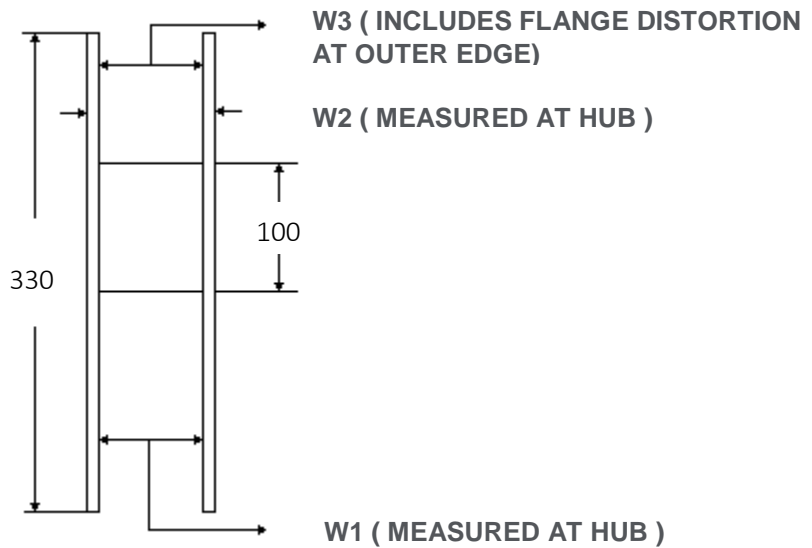 W3 ( INCLUDES FLANGE DISTORTION
AT OUTER EDGE)
W2 ( MEASURED AT HUB )
100
330
W1 ( MEASURED AT HUB )